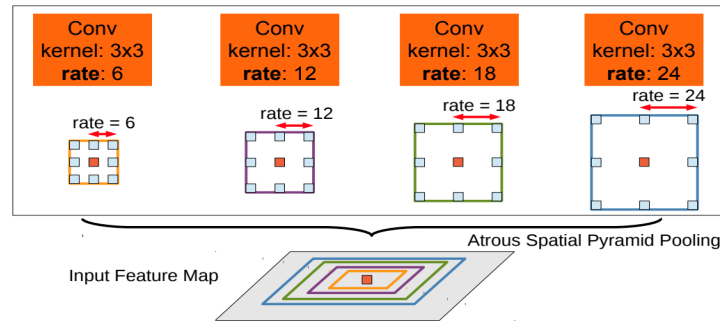 Conv
kernel: 3x3
rate: 6
Conv
kernel: 3x3
rate: 12
Conv
kernel: 3x3
rate: 18
Conv
kernel: 3x3
rate: 24
rate = 6
rate = 12
rate = 18
rate = 24
Atrous Spatial Pyramid Pooling
Input Feature Map